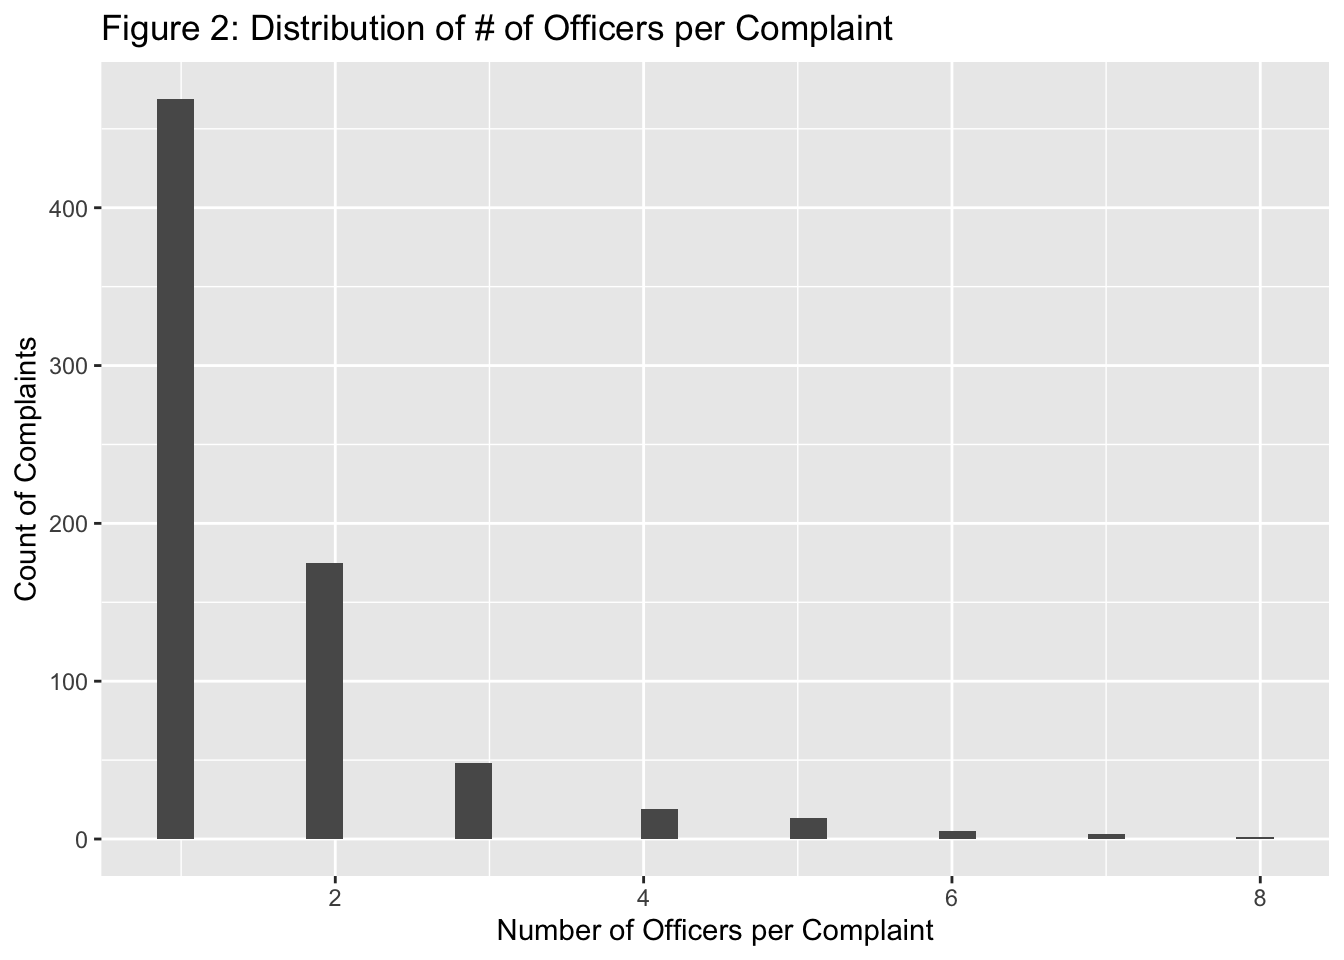 Figure 2: Distribution of # of Officers per Complaint
Count of Complaints
400
300
200
100
0
2 4 6 8
Number of Officers per Complaint